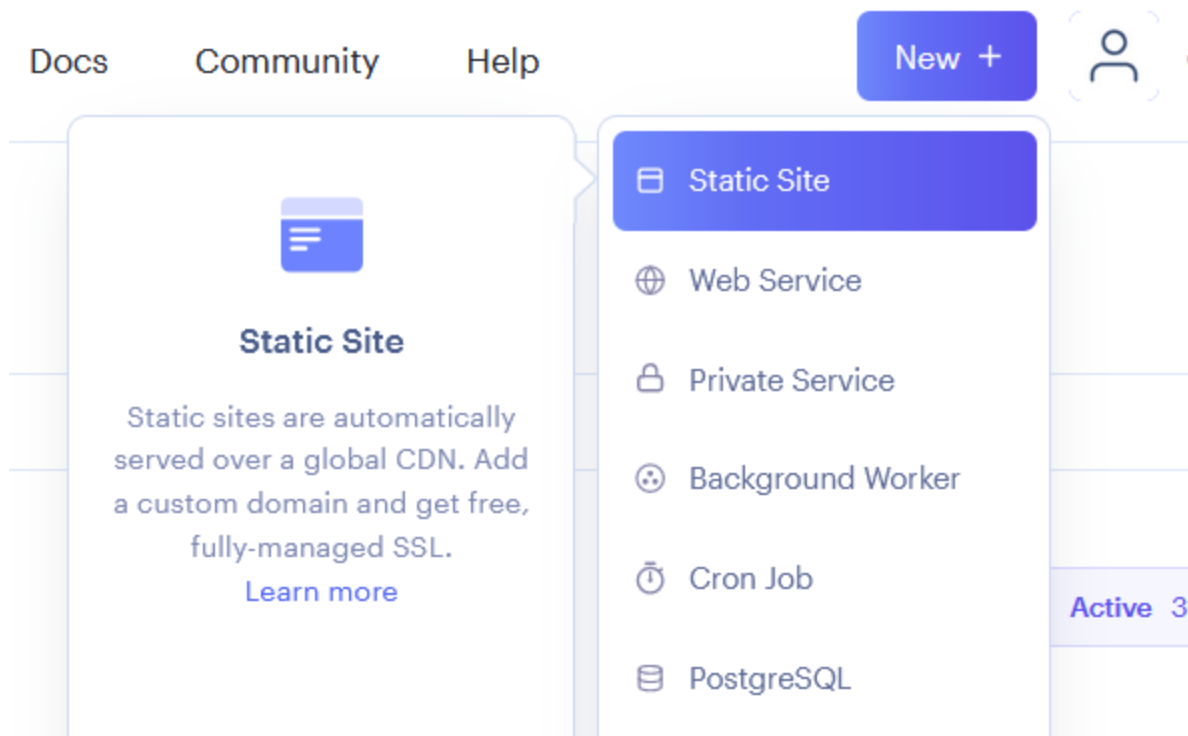 Docs Community Help New +
Static Site
Static Site
Static sites are automatically
served over a global CDN. Add
a custom domain and get free,
fully-managed SSL.
Learn more
Web Service
Private Service
Background Worker
Cron Job
PostgreSQL
Active 3